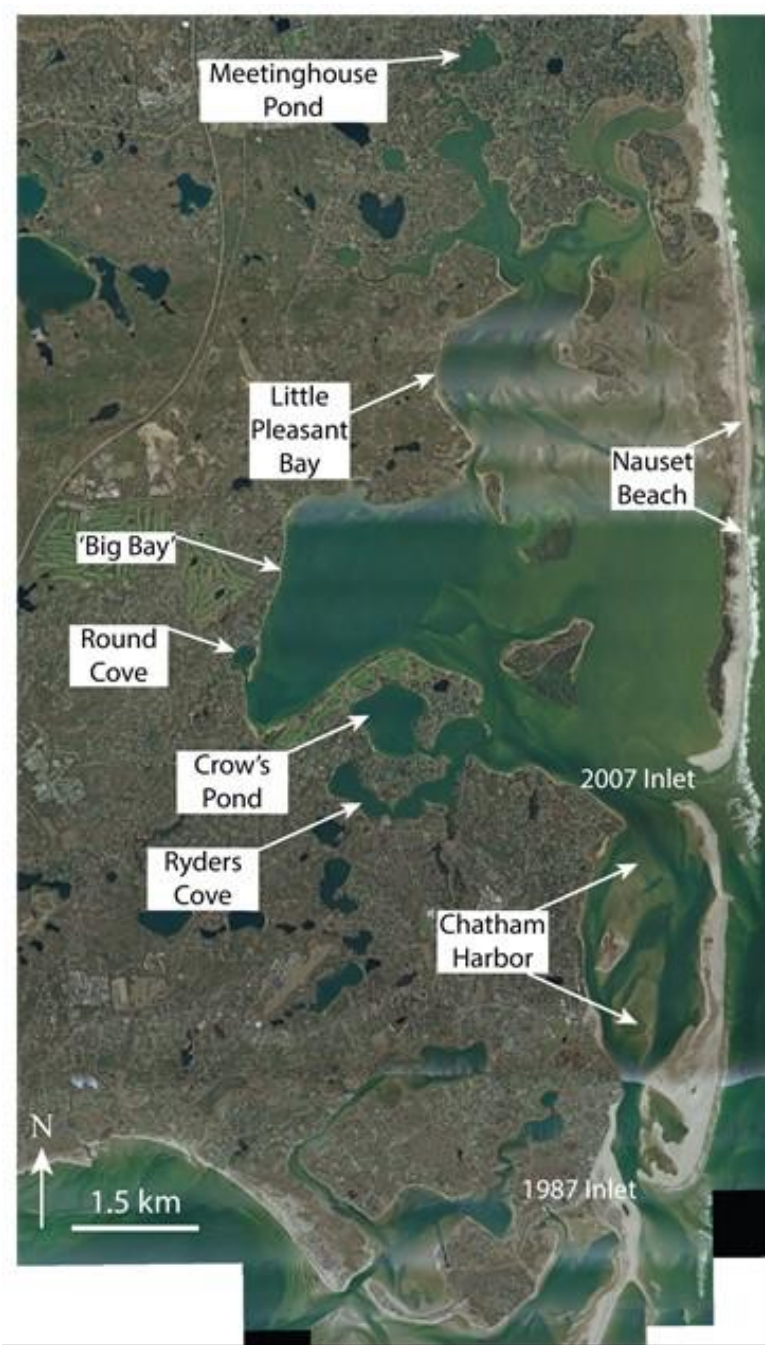 Meetinghouse
Pond
Little
Pleasant
Bay
Nauset
Beach
'Big Bay'
Round
Cove
Crow's
Pond
2007 Inlet
Ryders
Cove
Chatham
Harbor
N
1.5 km
1987 Inlet